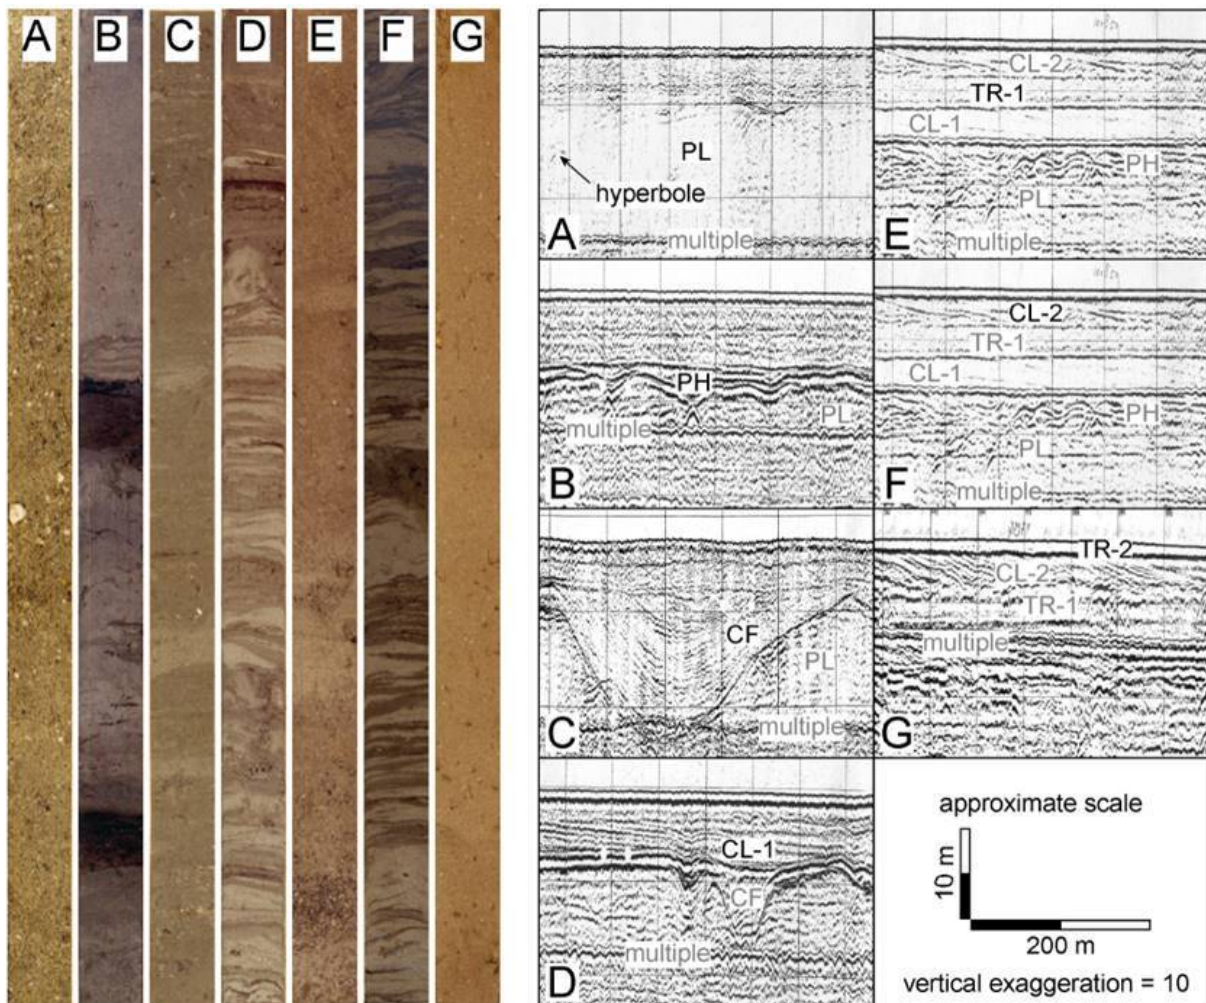 A B C D E F G
PL
hyperbole
multiple
A
PH
PL
multiple
B
CF
PL
multiple
C
CL-1
CF
multiple
D
CL-2
TR-1
CL-1
PH
PL
multiple
E
CL-2
TR-1
CL-1
PH
PL
multiple
F
TR-2
CL-2
TR-1
multiple
G
approximate scale
10 m
200 m
vertical exaggeration = 10